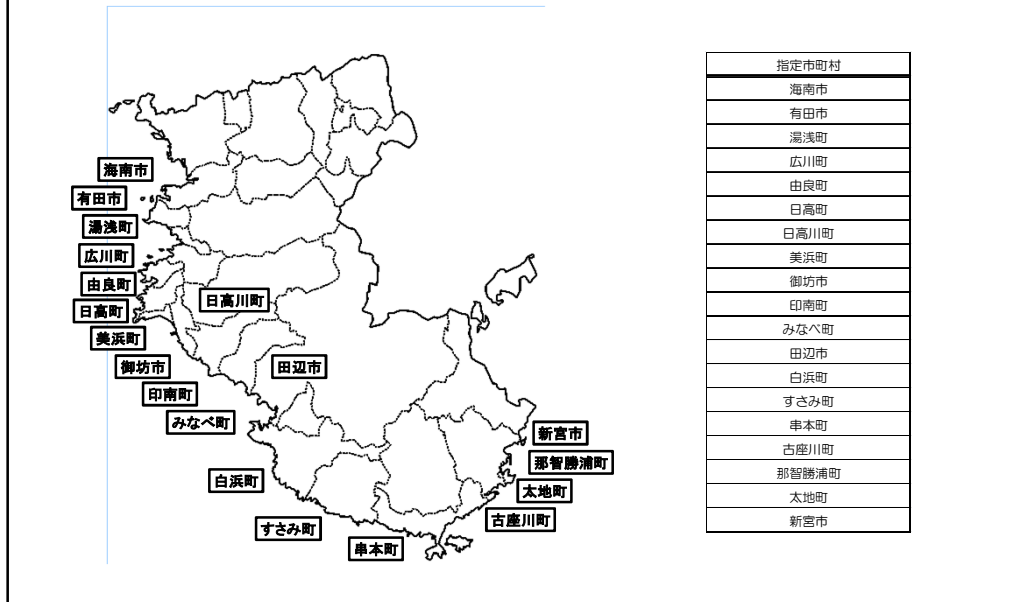 海南市
有田市
湯浅町
広川町
由良町
日高町
日高川町
美浜町
御坊市
田辺市
印南町
みなべ町
白浜町
すさみ町
串本町
新宮市
那智勝浦町
太地町
古座川町
指定市町村
海南市
有田市
湯浅町
広川町
由良町
日高町
日高川町
美浜町
御坊市
印南町
みなべ町
田辺市
白浜町
すさみ町
串本町
古座川町
那智勝浦町
太地町
新宮市